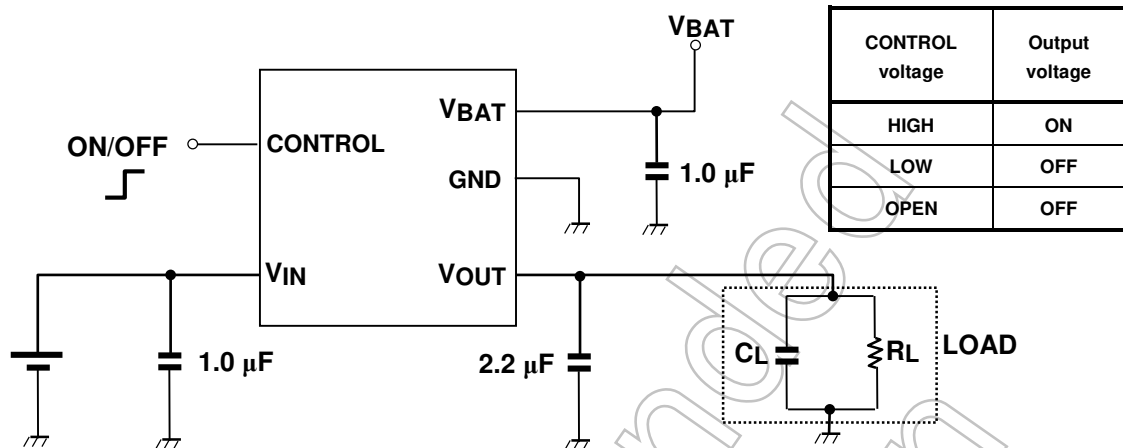 VBAT
ON/OFF
CONTROL
VBAT
GND
VIN
VOUT
1.0 µF
1.0 µF
2.2 µF
CL
RL
LOAD
CONTROL voltage
Output voltage
HIGH
ON
LOW
OFF
OPEN
OFF